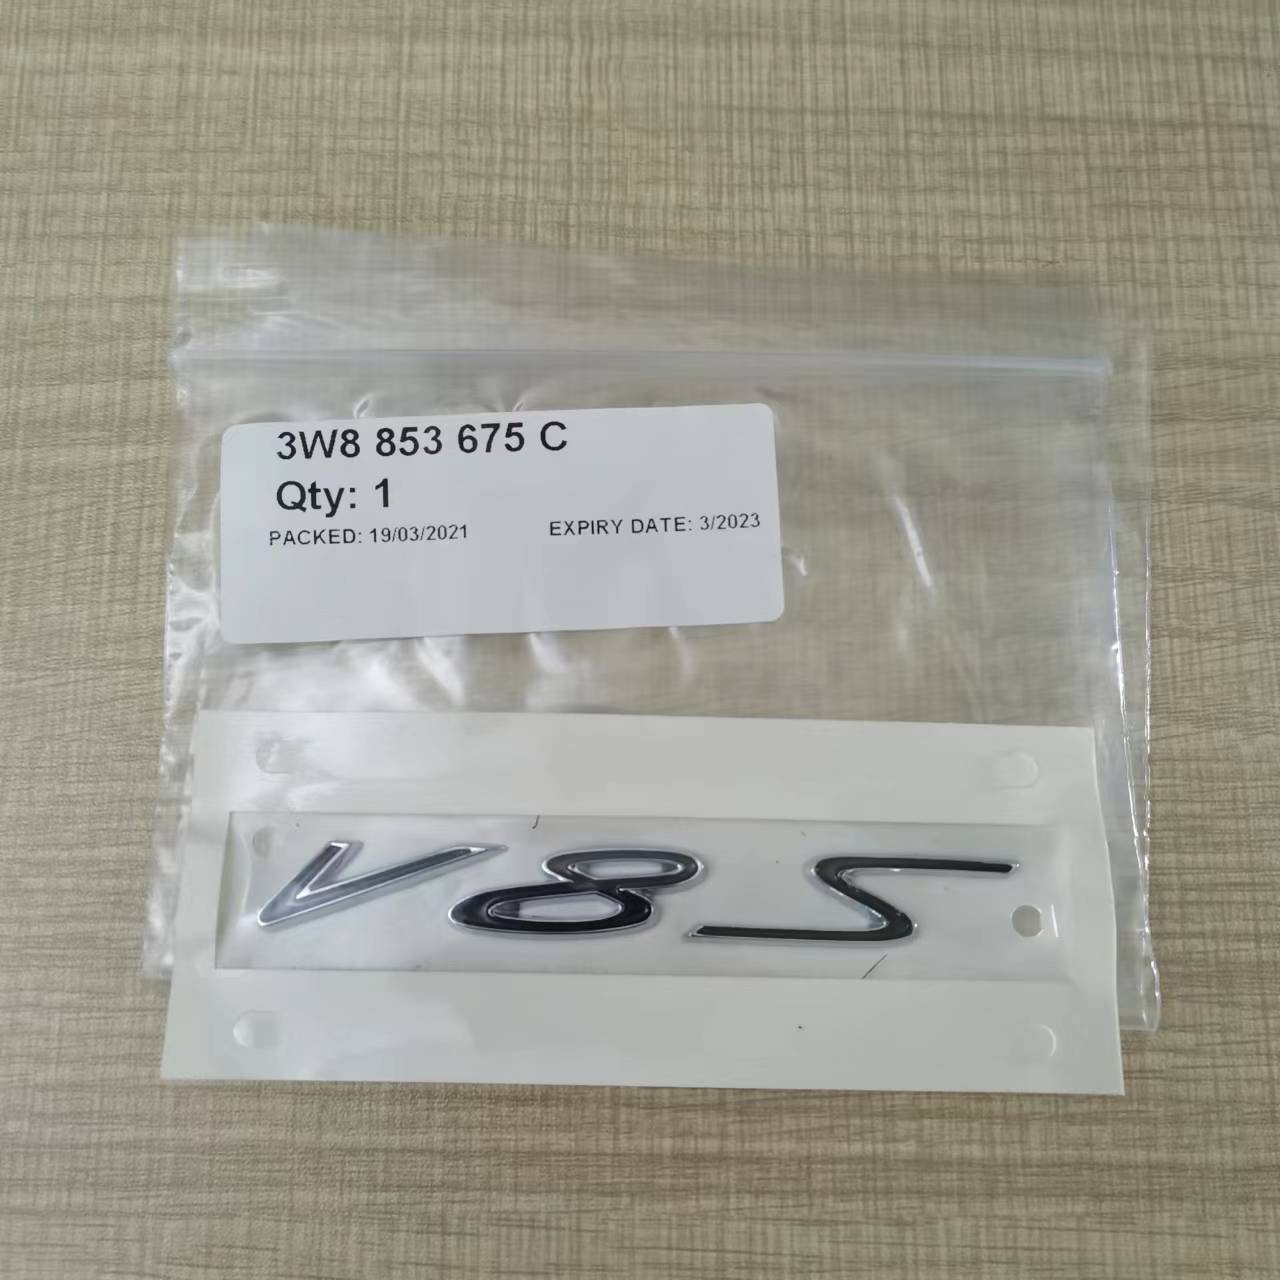 3W8 853 675 C
Qty: 1
PACKED: 19/03/2021 EXPIRY DATE: 3/2023
V8 S